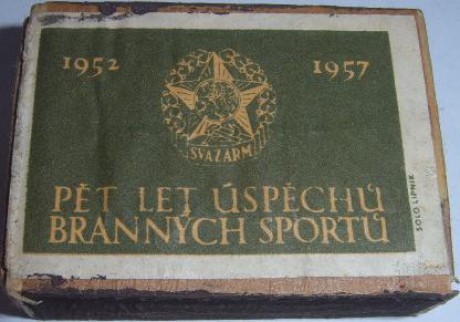 1952 1957
SVAZARM
PĚT LET ÚSPĚCHŮ
BRANNÝCH SPORTŮ
SOLO LIPNÍK